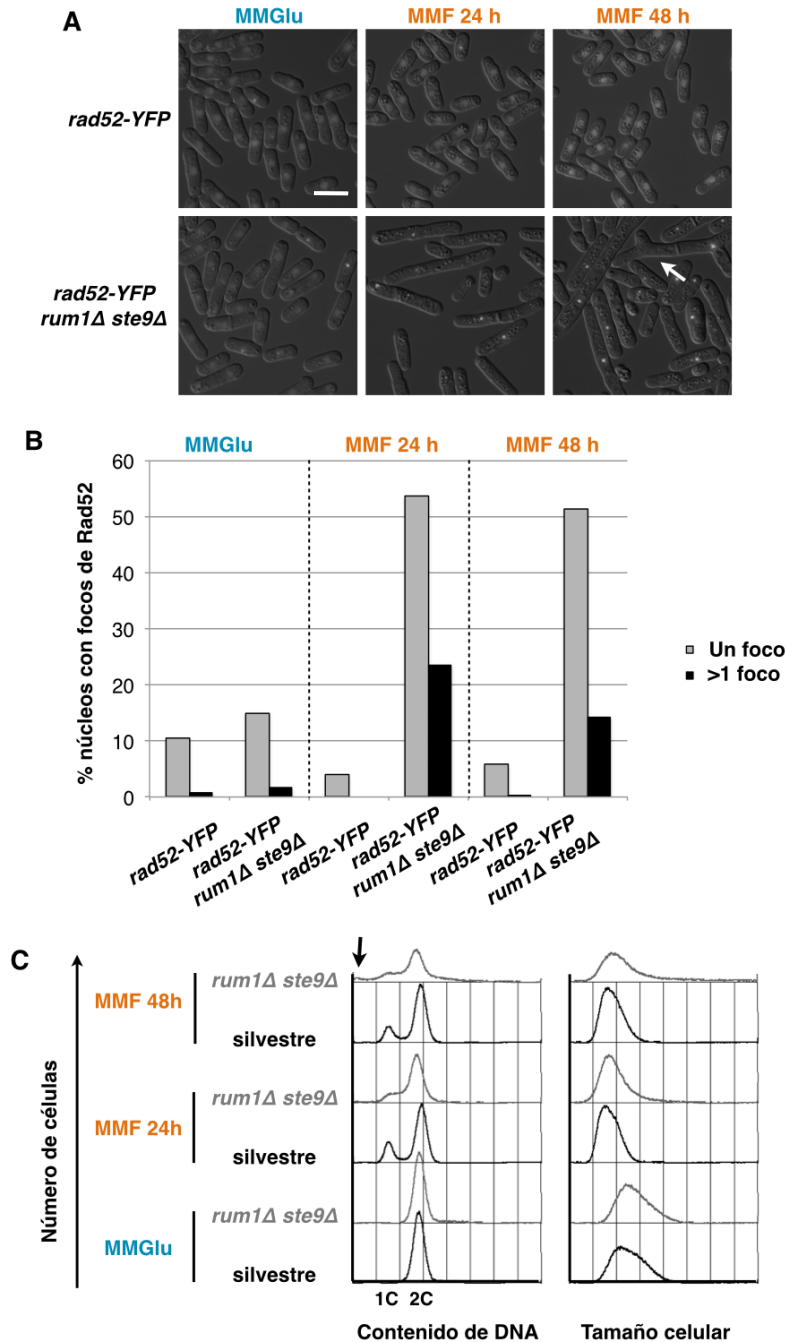 A
MMGlu MMF 24 h MMF 48 h
rad52-YFP
rad52-YFP
rum1Δ ste9Δ
B
MMGlu MMF 24 h MMF 48 h
% núcleos con focos de Rad52
60
50
40
30
20
10
0
Un foco
>1 foco
rad52-YFP
rad52-YFP
rum1Δ ste9Δ
rad52-YFP
rad52-YFP
rum1Δ ste9Δ
rad52-YFP
rad52-YFP
rum1Δ ste9Δ
C
Número de células
MMF 48h
rum1Δ ste9Δ
silvestre
MMF 24h
rum1Δ ste9Δ
silvestre
MMGlu
rum1Δ ste9Δ
silvestre
1C 2C
Contenido de DNA Tamaño celular